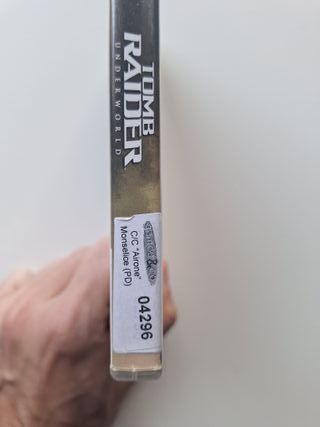 TOMB
RAIDER
UNDERWORLD
C/C "Airone"
Monselice (PD)
04296